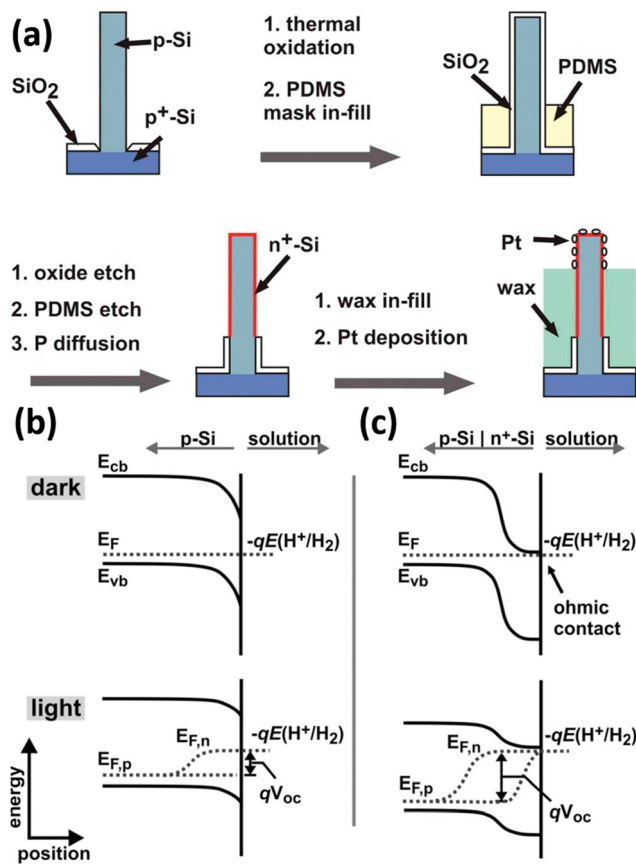 (a)
p-Si
SiO2
p+-Si
1. thermal
oxidation
2. PDMS
mask in-fill
SiO2
PDMS
1. oxide etch
2. PDMS etch
3. P diffusion
n+-Si
1. wax in-fill
2. Pt deposition
Pt
wax
(b)
p-Si
solution
dark
Ecb
EF
Evb
-qE(H+/H2)
(c)
p-Si | n+-Si
solution
Ecb
EF
Evb
-qE(H+/H2)
ohmic
contact
light
EF,n
-qE(H+/H2)
EF,p
qVoc
energy
position
EF,n
-qE(H+/H2)
EF,p
qVoc